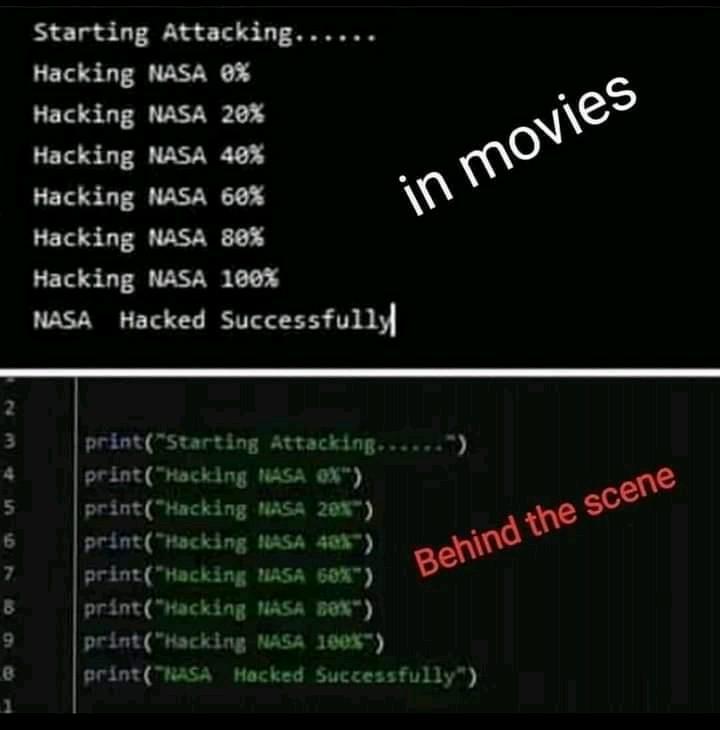 Starting Attacking......
Hacking NASA 0%
Hacking NASA 20%
Hacking NASA 40%
Hacking NASA 60%
Hacking NASA 80%
Hacking NASA 100%
NASA  Hacked Successfully
in movies
2
3 print("Starting Attacking......")
4 print("Hacking NASA 0%")
5 print("Hacking NASA 20%")
6 print("Hacking NASA 40%")
7 print("Hacking NASA 60%")
8 print("Hacking NASA 80%")
9 print("Hacking NASA 100%")
0 print("NASA  Hacked Successfully")
1
Behind the scene